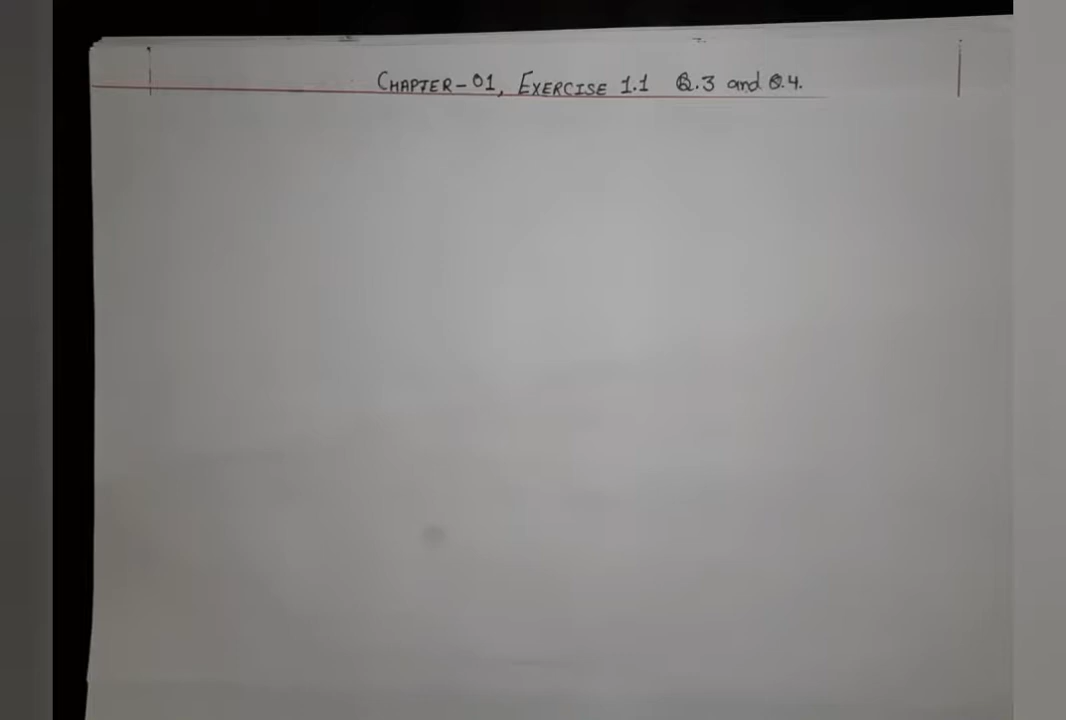 CHAPTER-01, EXERCISE 1.1 Q.3 and Q.4.